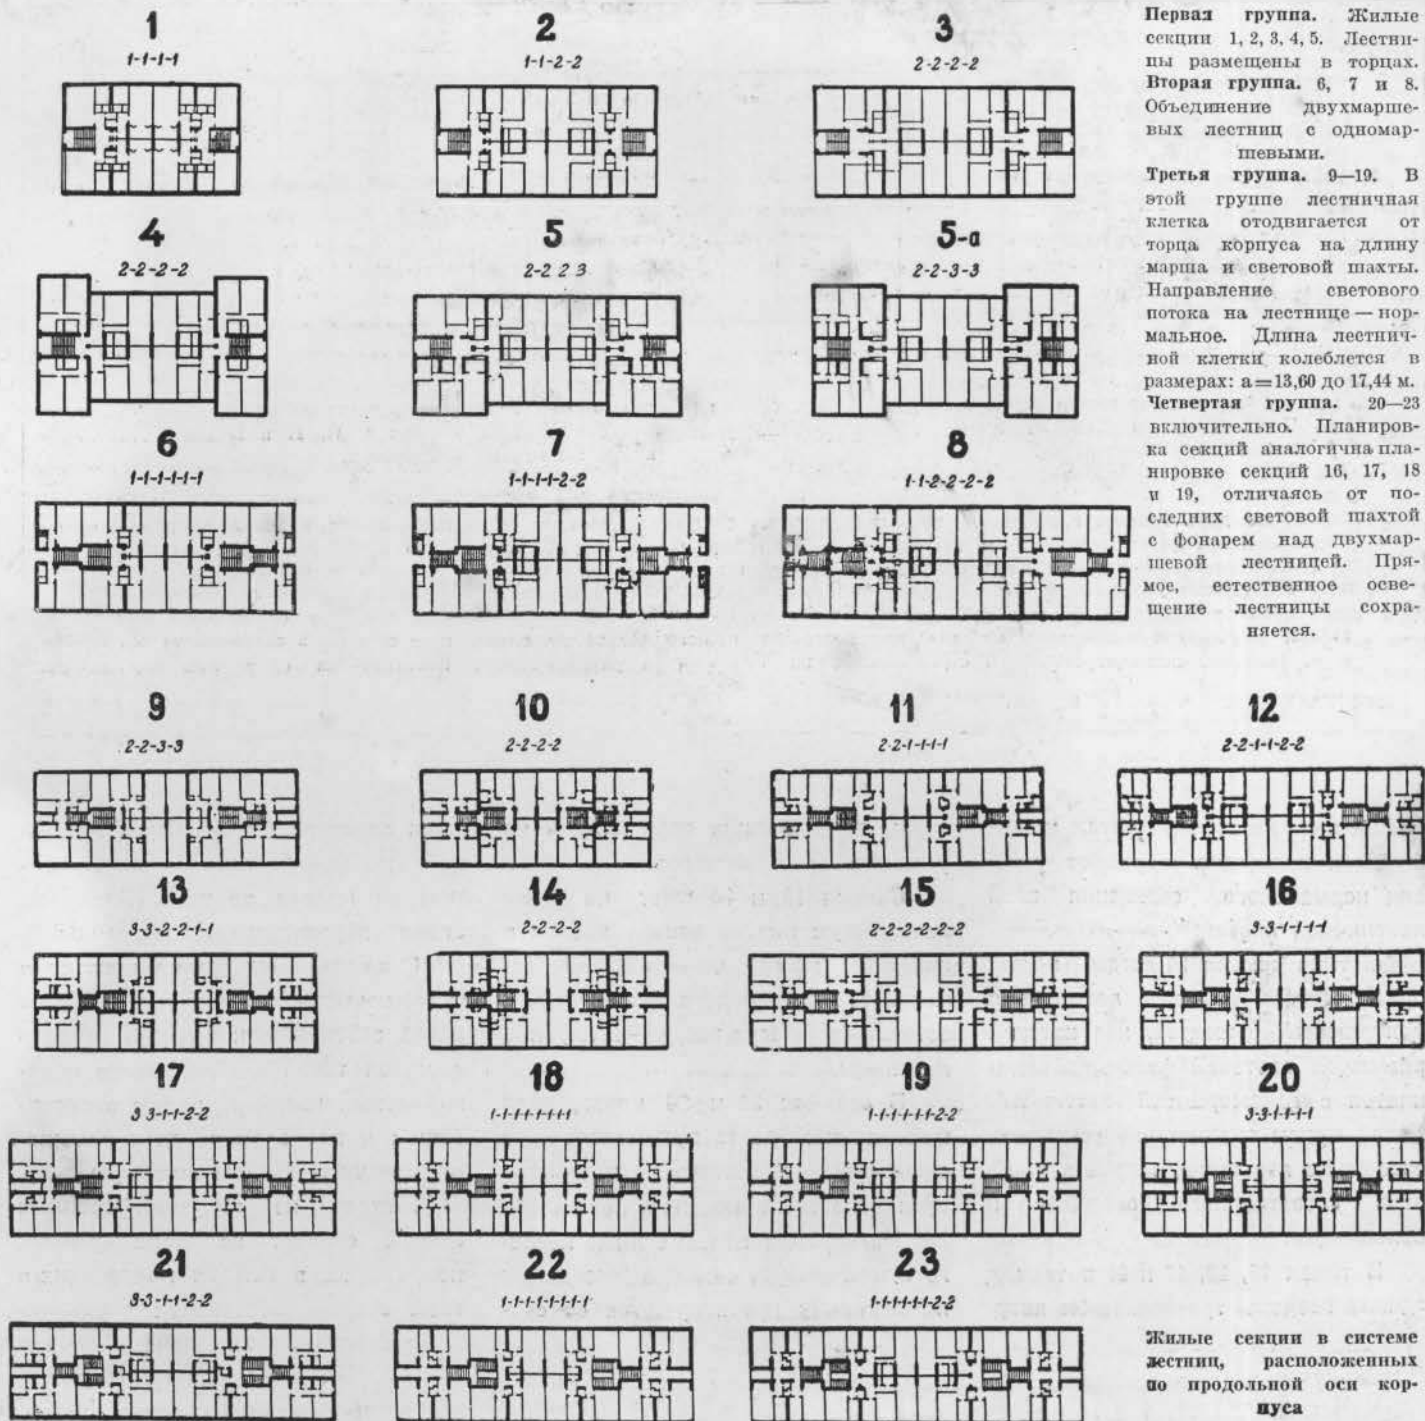 1
1-1-1-1
2
1-1-2-2
3
2-2-2-2
4
2-2-2-2
5
2-2 2 3
5-а
2-2-3-3
6
1-1-1-1-1-1
7
1-1-1-1-2-2
8
1-1-2-2-2-2
Первая группа. Жилые
секции 1, 2, 3, 4, 5. Лестни-
цы размещены в торцах.
Вторая группа. 6, 7 и 8.
Объединение двухмарше-
вых лестниц с одномар-
шевыми.
Третья группа. 9—19. В
этой группе лестничная
клетка отодвигается от
торца корпуса на длину
марша и световой шахты.
Направление светового
потока на лестнице — нор-
мальное. Длина лестнич-
ной клетки колеблется в
размерах: а=13,60 до 17,44 м.
Четвертая группа. 20—23
включительно. Планиров-
ка секций аналогична пла-
нировке секций 16, 17, 18
и 19, отличаясь от по-
следних световой шахтой
с фонарем над двухмар-
шевой лестницей. Пря-
мое, естественное осве-
щение лестницы сохра-
няется.
9
2-2-3-3
10
2-2-2-2
11
2-2-1-1-1-1
12
2-2-1-1-2-2
13
3-3-2-2-1-1
14
2-2-2-2
15
2-2-2-2-2-2
16
3-3-1-1-1-1
17
3 3-1-1-2-2
18
1-1-1-1-1-1-1
19
1-1-1-1-1-1-2-2
20
3-3-1-1-1-1
21
3-3-1-1-2-2
22
1-1-1-1-1-1-1-1
23
1-1-1-1-1-1-2-2
Жилые секции в системе
лестниц, расположенных
по продольной оси кор-
пуса